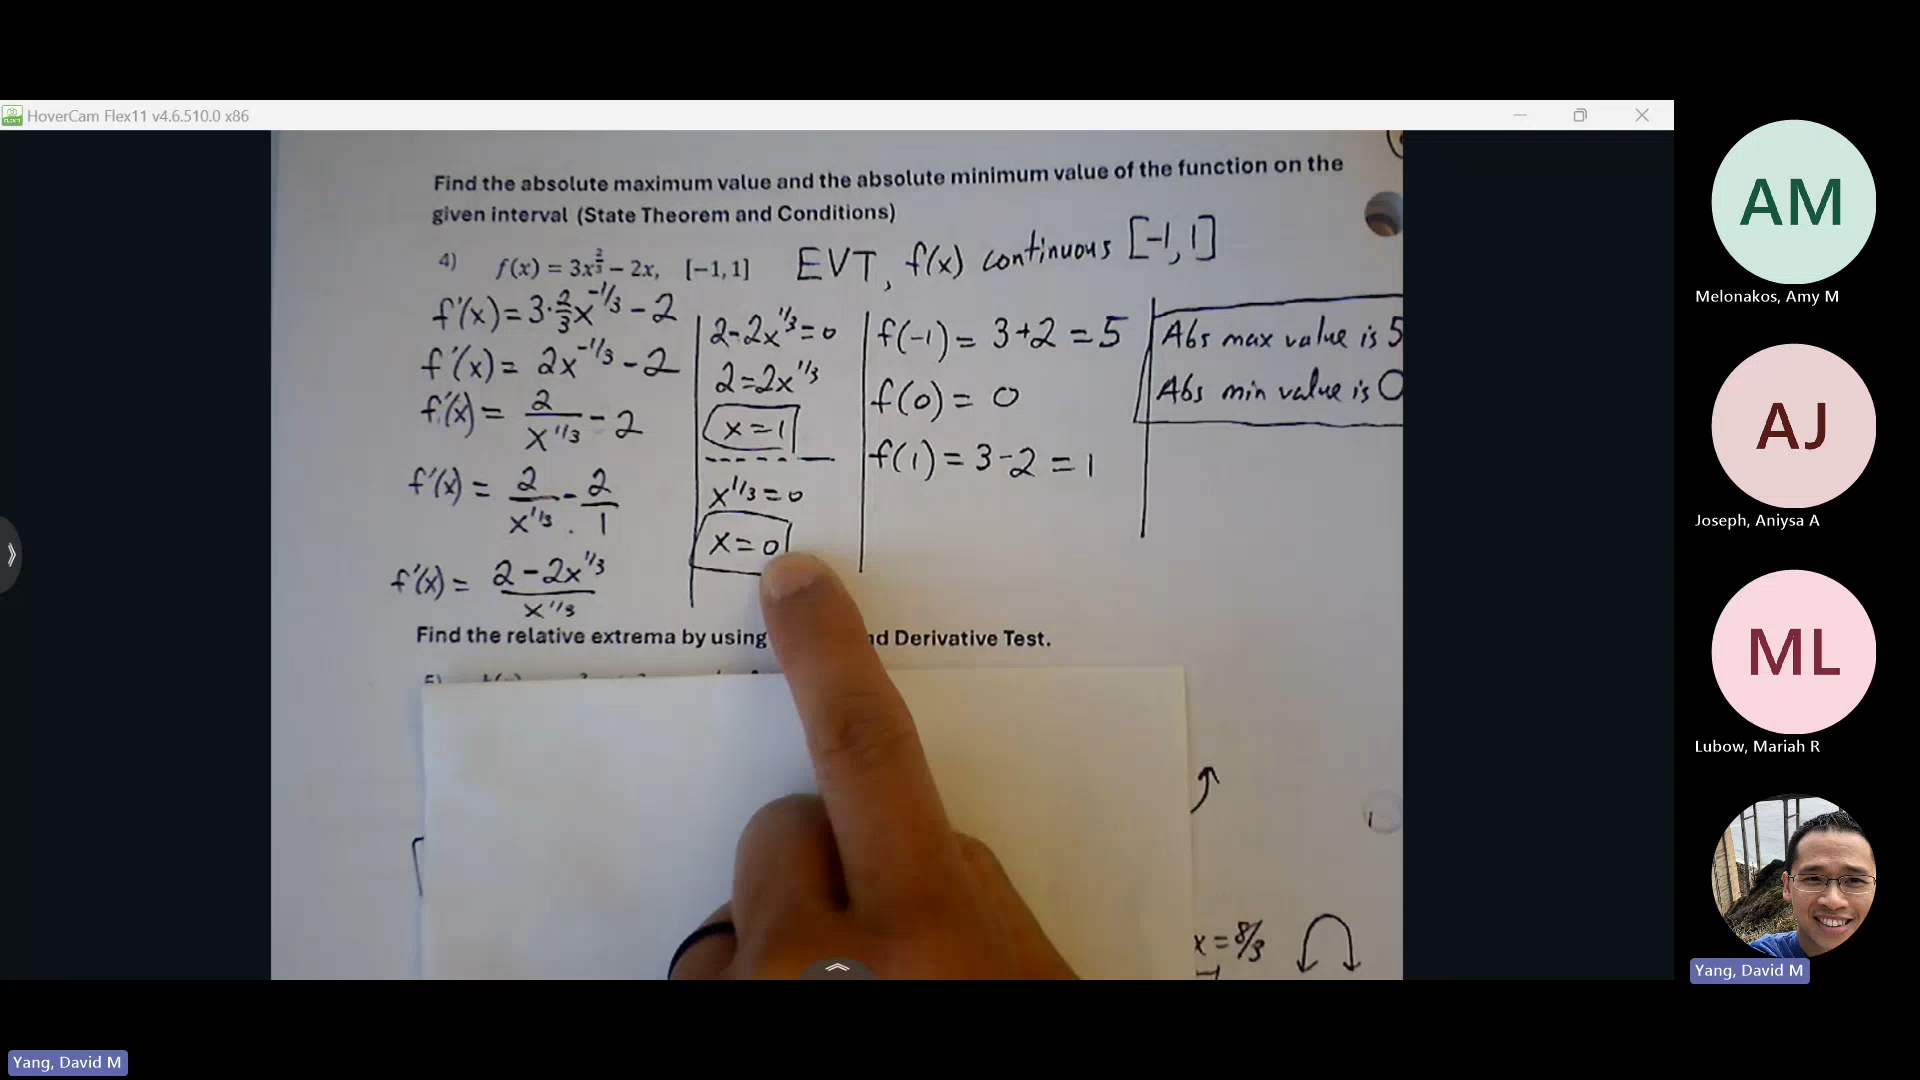 HoverCam Flex11 v4.6.510.0 x86
Find the absolute maximum value and the absolute minimum value of the function on the
given interval (State Theorem and Conditions)
4) f(x) = 3x^(2/3) − 2x, [−1, 1] EVT, f(x) continuous [-1, 1]
f'(x) = 3·2/3 x^(-1/3) − 2
f'(x) = 2x^(-1/3) − 2
f'(x) = 2/x^(1/3) − 2
f'(x) = 2/x^(1/3) − 2/1
f'(x) = (2 − 2x^(1/3))/x^(1/3)
2-2x^(1/3) = 0
2 = 2x^(1/3)
x = 1
x^(1/3) = 0
x = 0
f(-1) = 3+2 = 5
f(0) = 0
f(1) = 3-2 = 1
Abs max value is 5
Abs min value is 0
Find the relative extrema by using nd Derivative Test.
x = 8/3
AM
Melonakos, Amy M
AJ
Joseph, Aniysa A
ML
Lubow, Mariah R
Yang, David M
Yang, David M